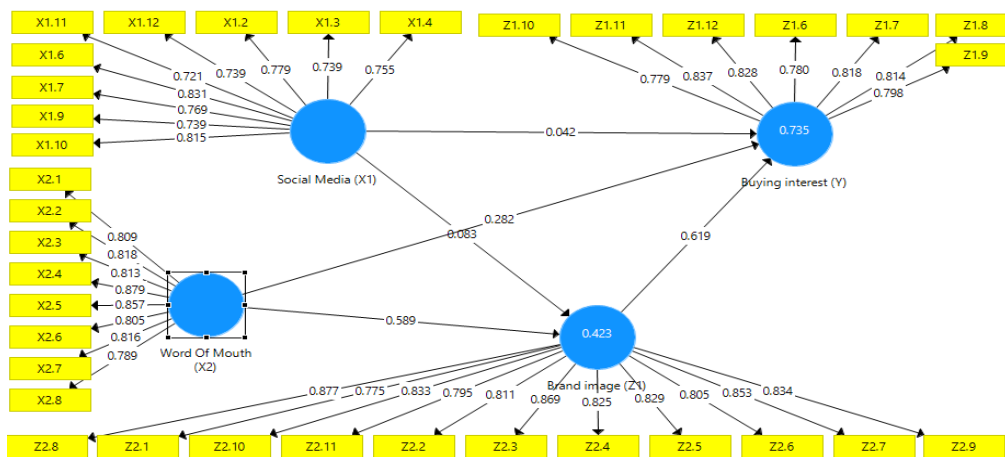 X1.11
X1.12
X1.2
X1.3
X1.4
Z1.10
Z1.11
Z1.12
Z1.6
Z1.7
Z1.8
X1.6
Z1.9
X1.7
X1.9
X1.10
0.721
0.739
0.779
0.739
0.755
0.831
0.769
0.739
0.815
0.779
0.837
0.828
0.780
0.818
0.814
0.798
0.042
0.735
Social Media (X1)
Buying interest (Y)
X2.1
X2.2
X2.3
X2.4
X2.5
X2.6
X2.7
X2.8
0.809
0.818
0.813
0.879
0.857
0.805
0.816
0.789
0.282
0.083
0.619
0.589
0.423
Word Of Mouth
(X2)
Brand image (Z1)
0.877
0.775
0.833
0.795
0.811
0.869
0.825
0.829
0.805
0.853
0.834
Z2.8
Z2.1
Z2.10
Z2.11
Z2.2
Z2.3
Z2.4
Z2.5
Z2.6
Z2.7
Z2.9